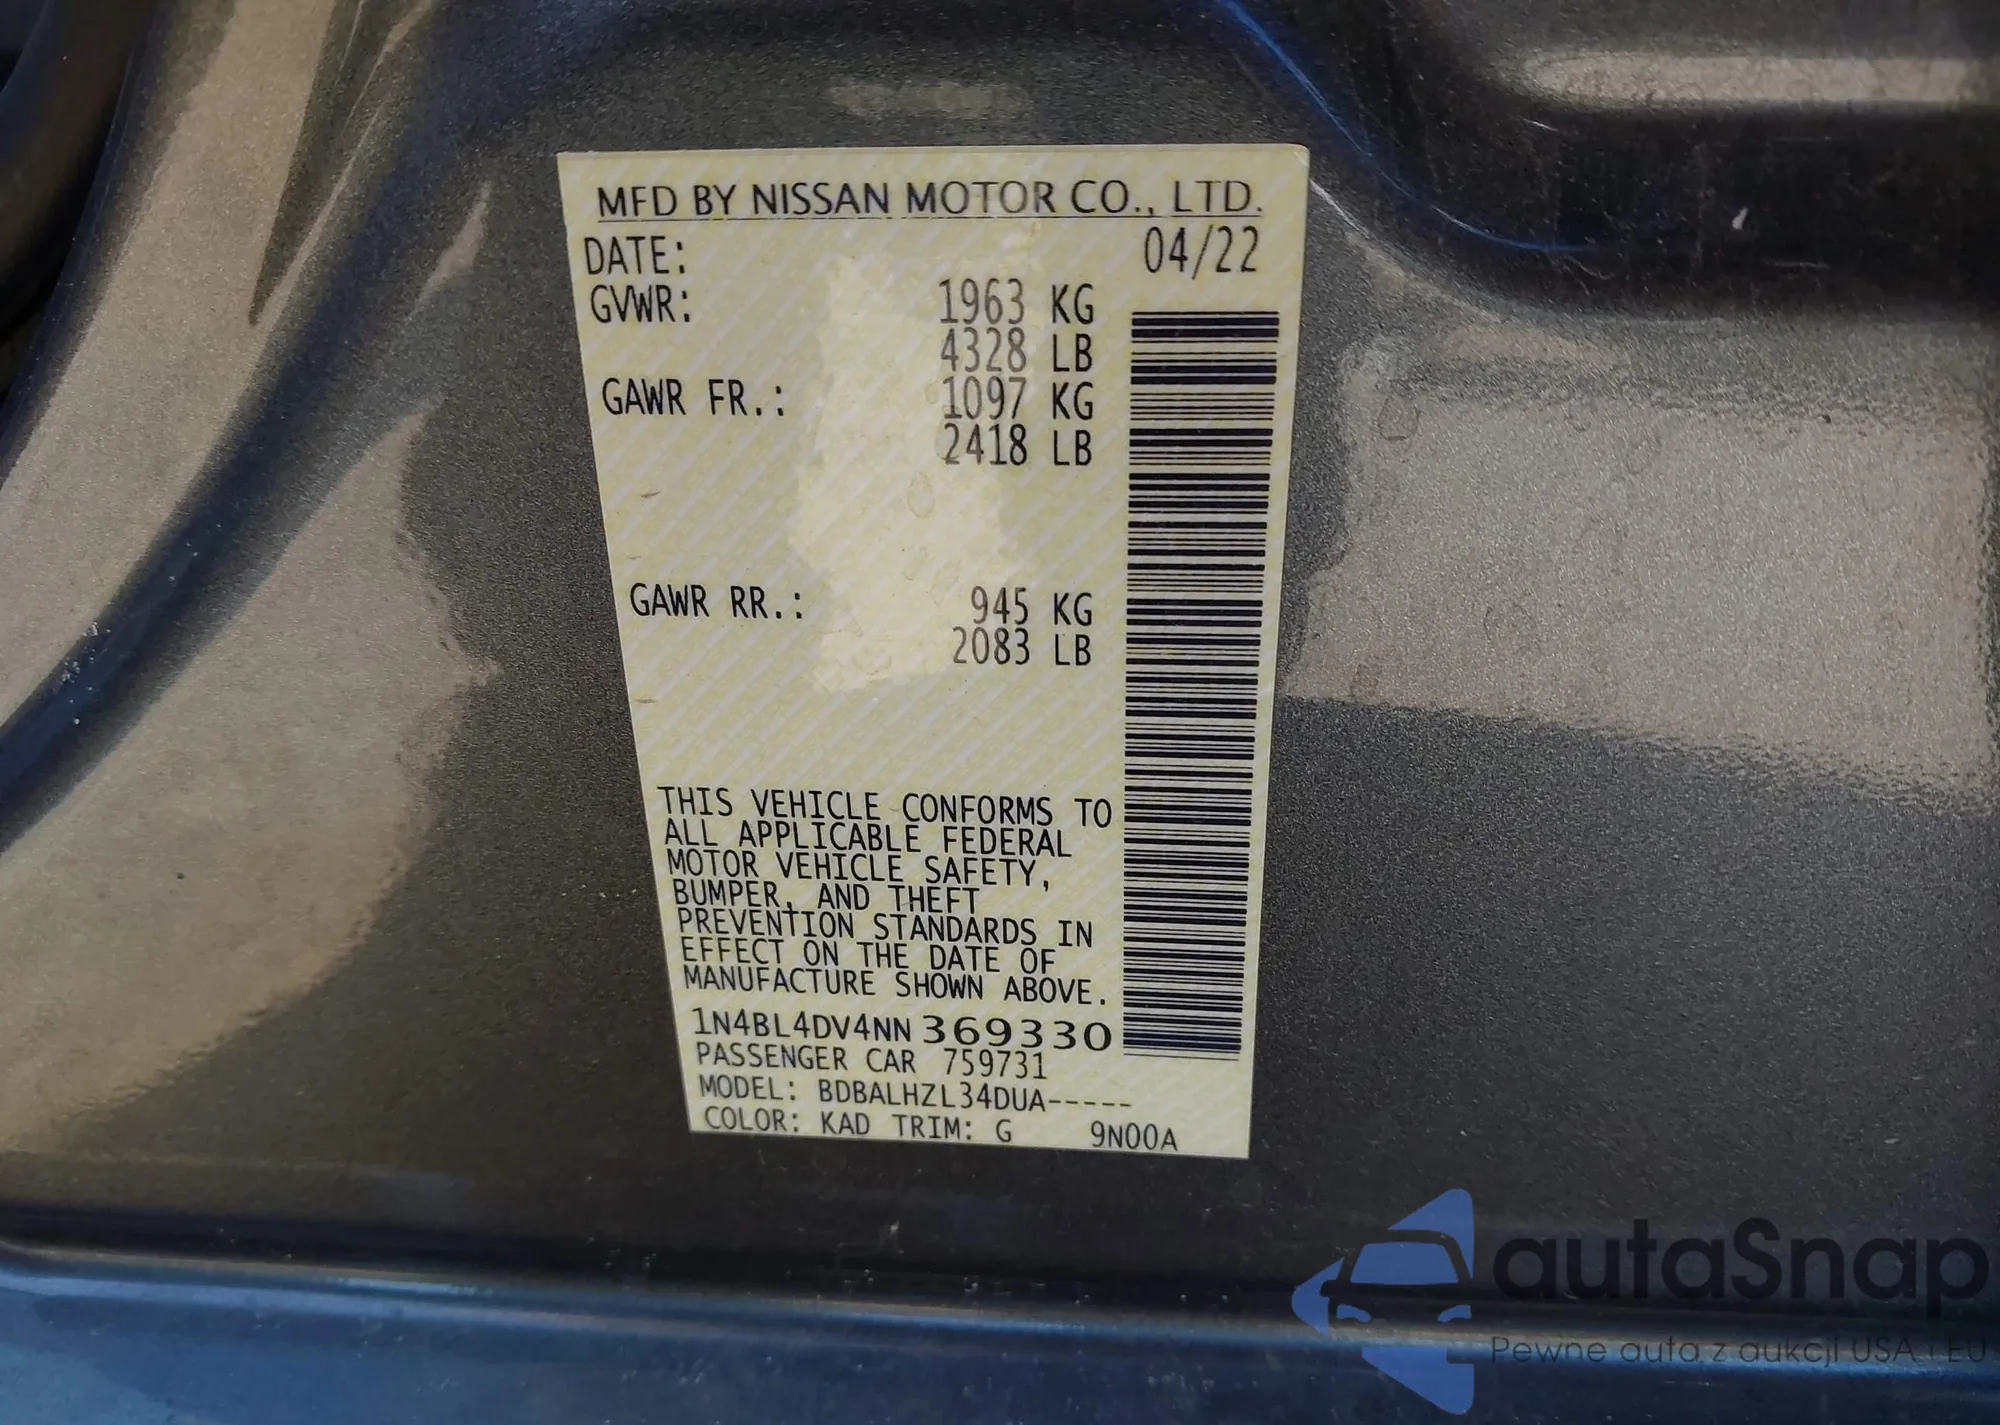 MFD BY NISSAN MOTOR CO., LTD.
DATE: 04/22
GVWR: 1963 KG
4328 LB
GAWR FR.: 1097 KG
2418 LB
GAWR RR.: 945 KG
2083 LB
THIS VEHICLE CONFORMS TO
ALL APPLICABLE FEDERAL
MOTOR VEHICLE SAFETY,
BUMPER, AND THEFT
PREVENTION STANDARDS IN
EFFECT ON THE DATE OF
MANUFACTURE SHOWN ABOVE.
1N4BL4DV4NN369330
PASSENGER CAR 759731
MODEL: BDBALHZL34DUA-----
COLOR: KAD TRIM: G 9N00A
autaSnap
Pewne auta z aukcji USA i EU